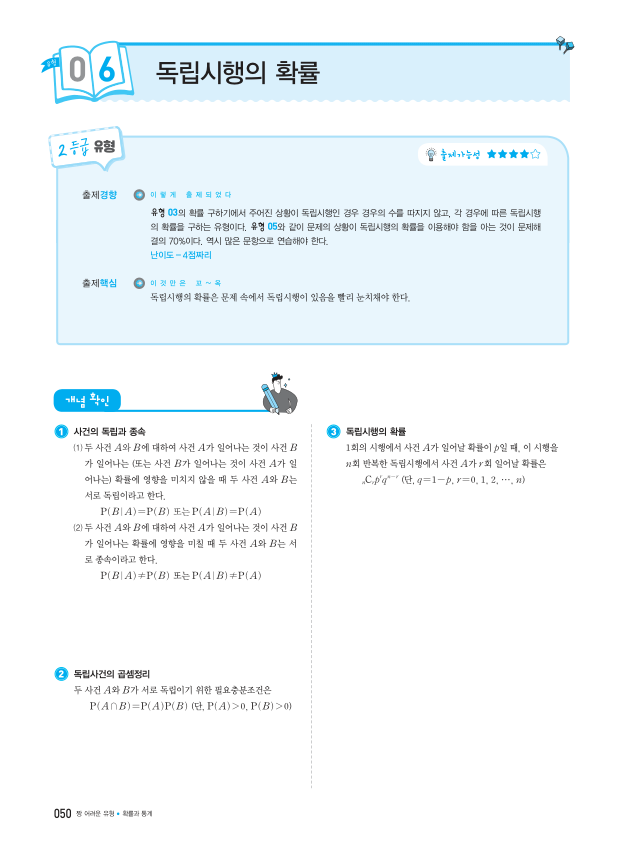 유형
06
독립시행의 확률
2등급 유형
출제가능성 ★★★★☆
출제경향
이렇게 출제되었다
유형 03의 확률 구하기에서 주어진 상황이 독립시행인 경우 경우의 수를 따지지 않고, 각 경우에 따른 독립시행
의 확률을 구하는 유형이다. 유형 05와 같이 문제의 상황이 독립시행의 확률을 이용해야 함을 아는 것이 문제해
결의 70%이다. 역시 많은 문항으로 연습해야 한다.
난이도 – 4점짜리
출제핵심
이것만은 꼬~옥
독립시행의 확률은 문제 속에서 독립시행이 있음을 빨리 눈치채야 한다.
개념 확인
1 사건의 독립과 종속
⑴ 두 사건 A와 B에 대하여 사건 A가 일어나는 것이 사건 B
가 일어나는 (또는 사건 B가 일어나는 것이 사건 A가 일
어나는) 확률에 영향을 미치지 않을 때 두 사건 A와 B는
서로 독립이라고 한다.
P(B|A)=P(B) 또는 P(A|B)=P(A)
⑵ 두 사건 A와 B에 대하여 사건 A가 일어나는 것이 사건 B
가 일어나는 확률에 영향을 미칠 때 두 사건 A와 B는 서
로 종속이라고 한다.
P(B|A)≠P(B) 또는 P(A|B)≠P(A)
2 독립사건의 곱셈정리
두 사건 A와 B가 서로 독립이기 위한 필요충분조건은
P(A∩B)=P(A)P(B) (단, P(A)>0, P(B)>0)
3 독립시행의 확률
1회의 시행에서 사건 A가 일어날 확률이 p일 때, 이 시행을
n회 반복한 독립시행에서 사건 A가 r회 일어날 확률은
ₙCᵣpʳqⁿ⁻ʳ (단, q=1-p, r=0, 1, 2, …, n)
050 짱 어려운 유형 • 확률과 통계